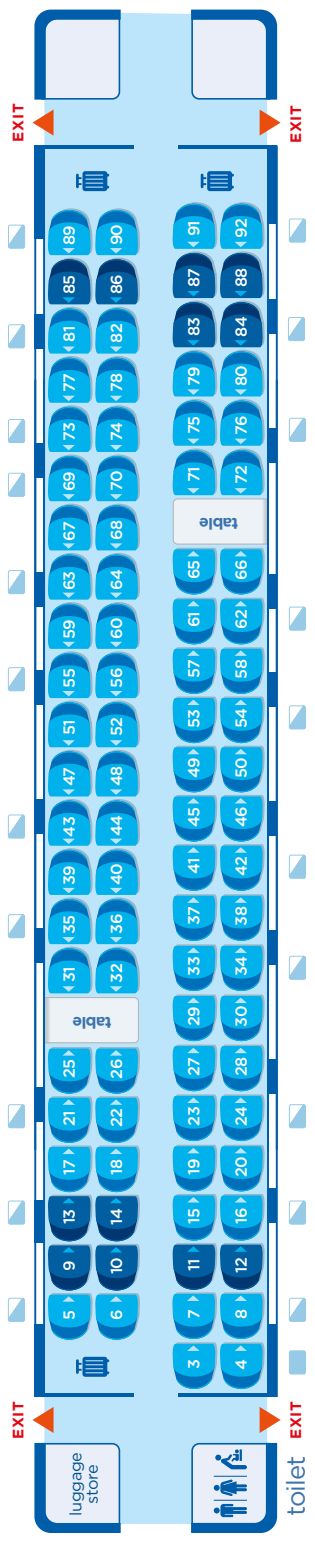 EXIT EXIT
89 90 91 92
85 86 87 88
81 82 83 84
77 78 79 80
73 74 75 76
69 70 71 72
67 68 table
63 64 65 66
59 60 61 62
55 56 57 58
51 52 53 54
47 48 49 50
43 44 45 46
39 40 41 42
35 36 37 38
31 32 33 34
table 29 30
25 26 27 28
21 22 23 24
17 18 19 20
13 14 15 16
9 10 11 12
5 6 7 8
3 4
EXIT EXIT
luggage
store
toilet